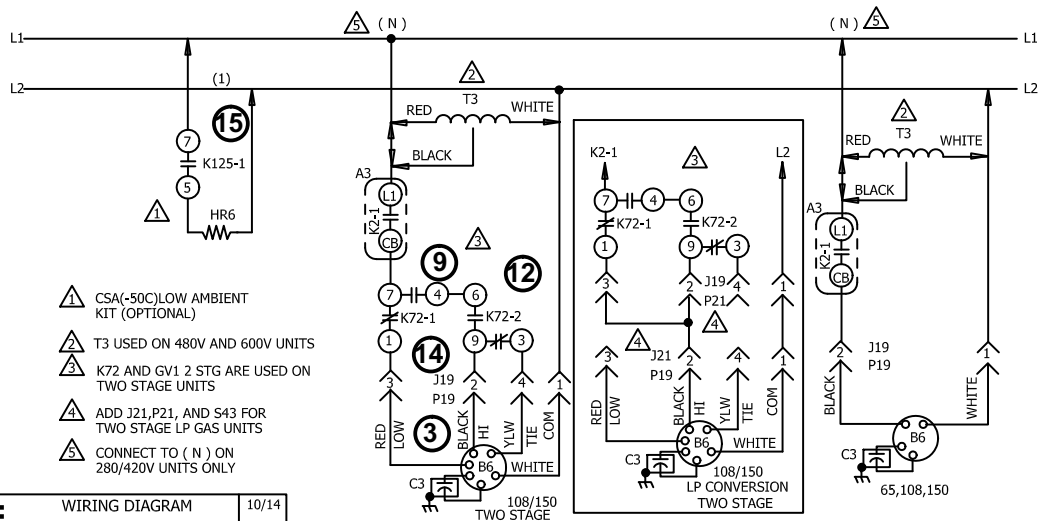 5 ( N )
( N ) 5
L1 L1
L2 (1) L2
2
T3
RED WHITE
BLACK
2
T3
RED WHITE
BLACK
15
7
K125-1
5
1
HR6
A3
L1
K2-1
CB
3
9
12
7 4 6
K72-1 K72-2
1 9 3
14
J19
P19
3 2 4 1
3
RED
LOW
BLACK
HI
YLW
TIE
COM
B6
WHITE
C3
108/150
TWO STAGE
K2-1 L2
3
7 4 6
K72-1 K72-2
1 9 3
J19
P21
3 2 4 1
4 4
J21
P19
3 2 4 1
RED
LOW
BLACK
HI
YLW
TIE
COM
B6
WHITE
C3
108/150
LP CONVERSION
TWO STAGE
A3
L1
K2-1
CB
J19
P19
2 1
BLACK
WHITE
B6
C3
65,108,150
1 CSA(-50C)LOW AMBIENT
KIT (OPTIONAL)
2 T3 USED ON 480V AND 600V UNITS
3 K72 AND GV1 2 STG ARE USED ON
TWO STAGE UNITS
4 ADD J21,P21, AND S43 FOR
TWO STAGE LP GAS UNITS
5 CONNECT TO ( N ) ON
280/420V UNITS ONLY
WIRING DIAGRAM 10/14